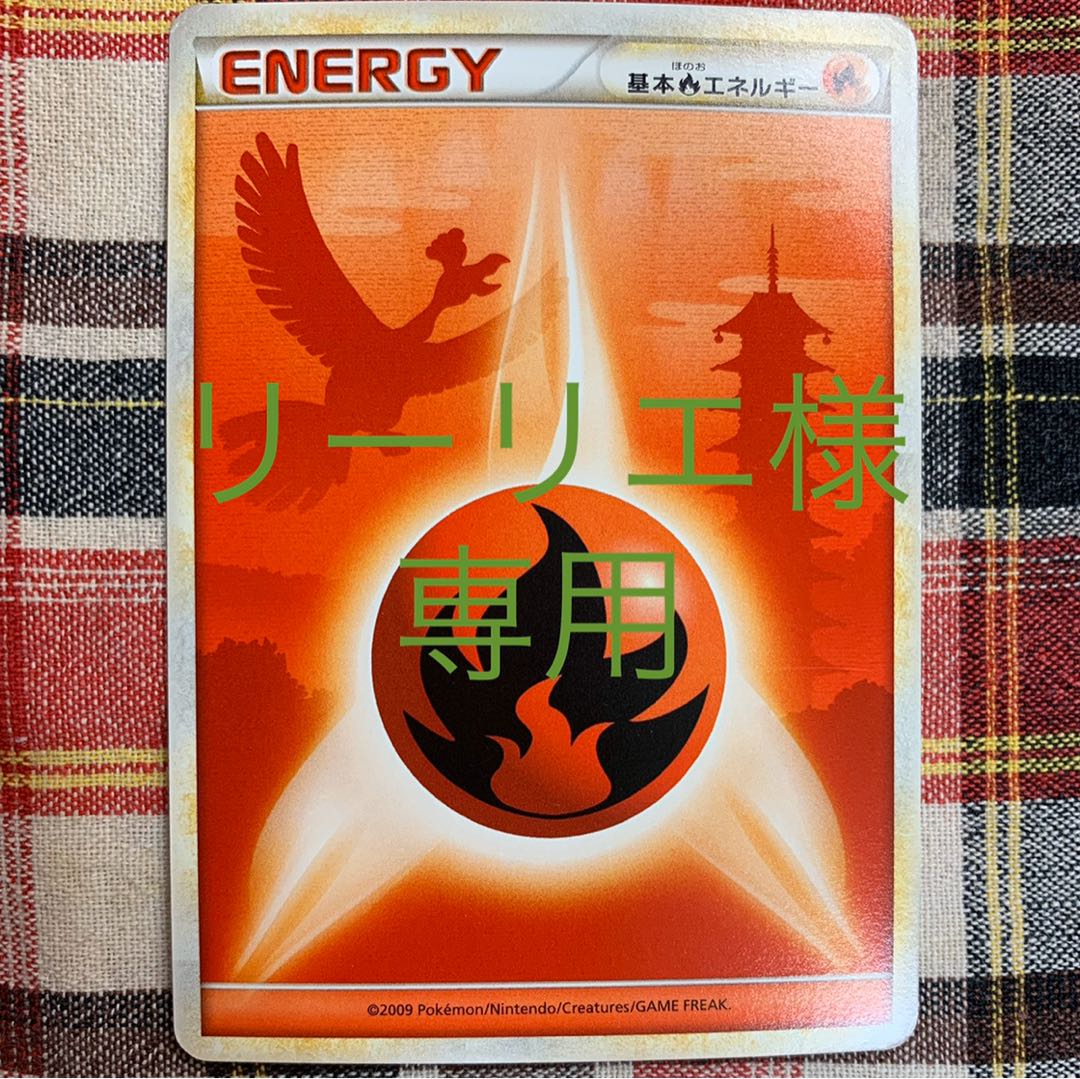 ENERGY
ほのお
基本🔥エネルギー
リーリエ様
専用
©2009 Pokémon/Nintendo/Creatures/GAME FREAK.